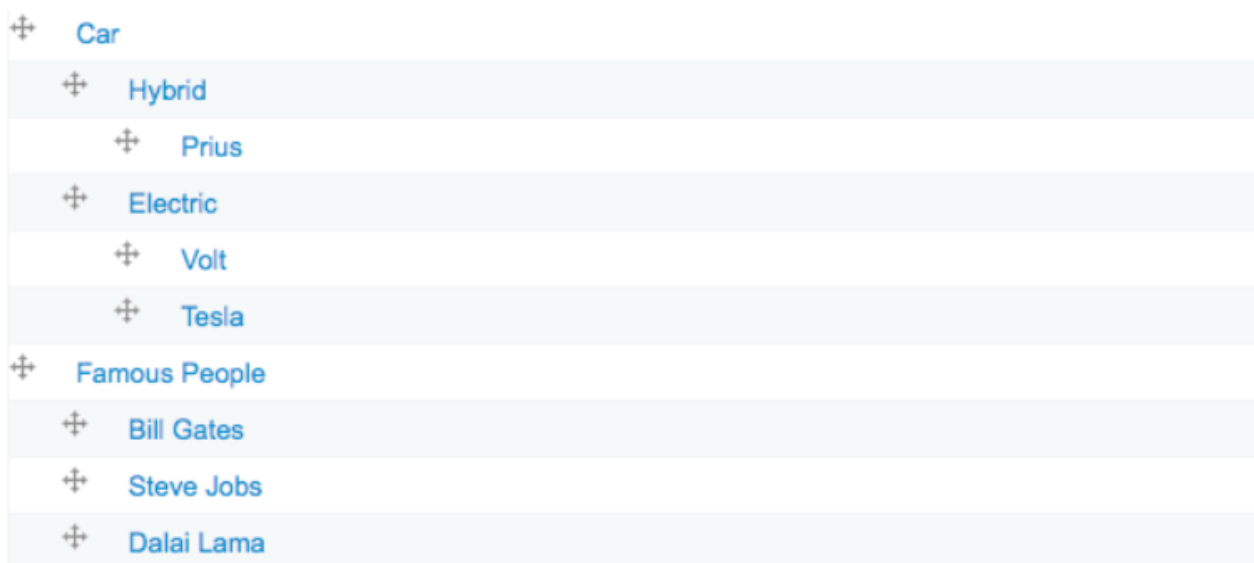 Car
Hybrid
Prius
Electric
Volt
Tesla
Famous People
Bill Gates
Steve Jobs
Dalai Lama